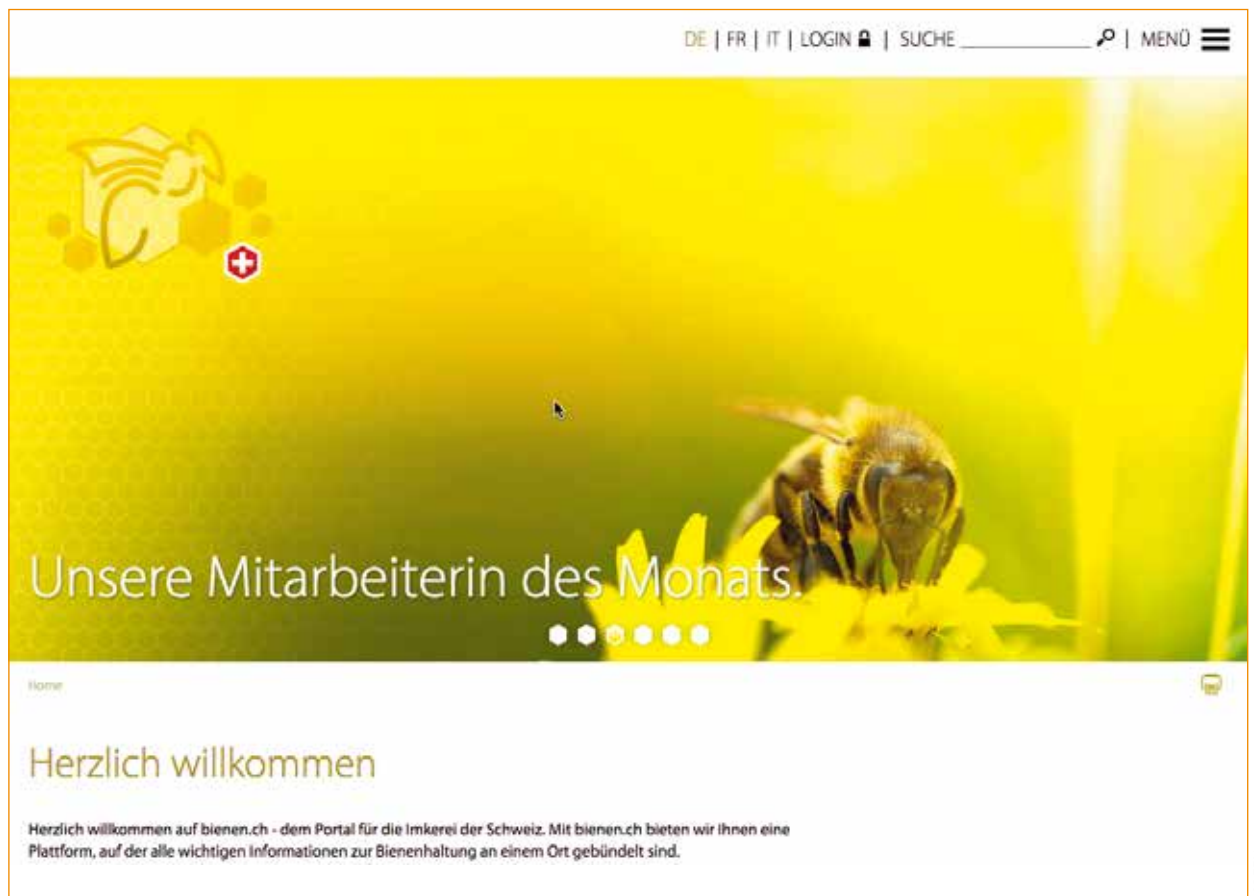 DE | FR | IT | LOGIN | SUCHE | MENÜ
Unsere Mitarbeiterin des Monats.
Home
Herzlich willkommen
Herzlich willkommen auf bienen.ch - dem Portal für die Imkerei der Schweiz. Mit bienen.ch bieten wir Ihnen eine
Plattform, auf der alle wichtigen Informationen zur Bienenhaltung an einem Ort gebündelt sind.